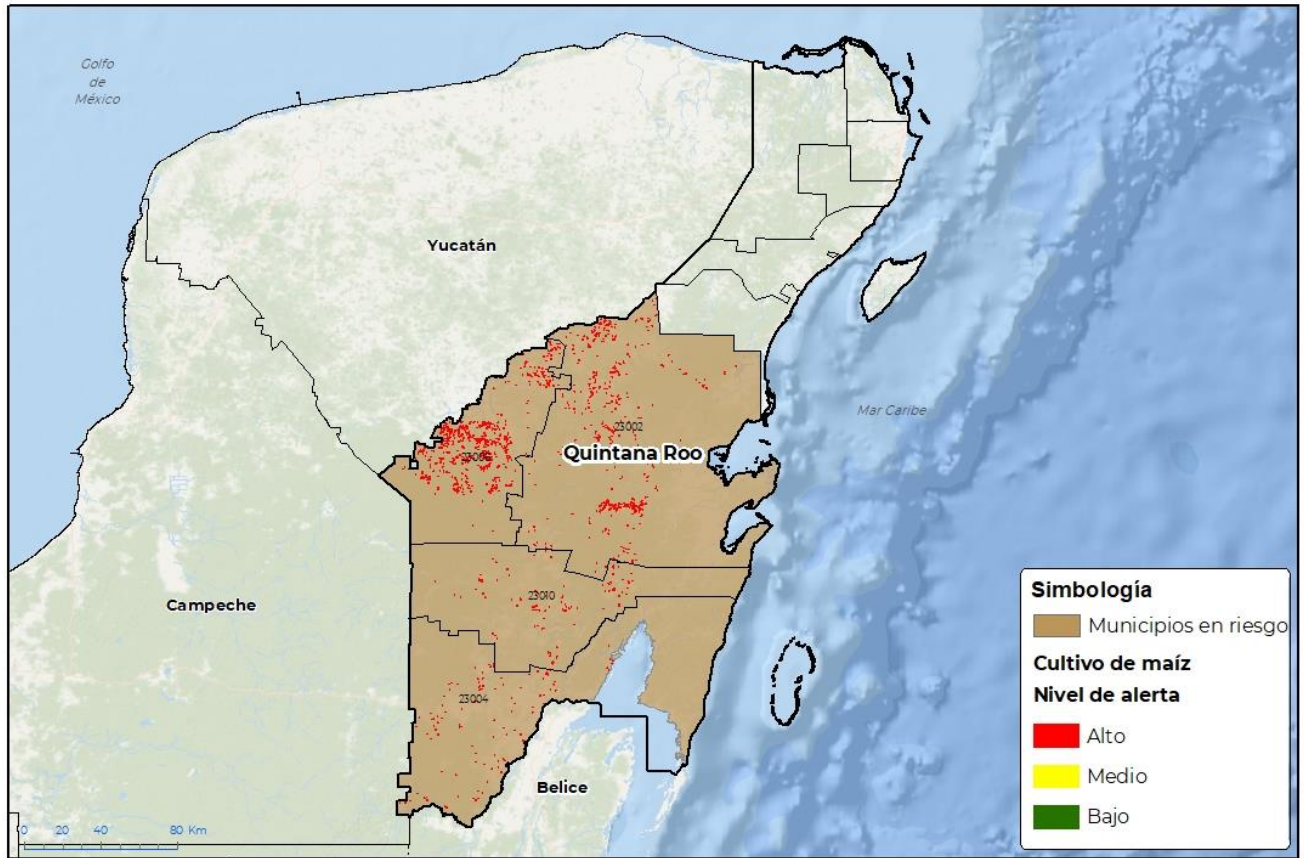 Golfo
de
México
Yucatán
23002
Quintana Roo
Mar Caribe
23010
Campeche
23004
Belice
0 20 40 80 Km
Simbología
Municipios en riesgo
Cultivo de maíz
Nivel de alerta
Alto
Medio
Bajo